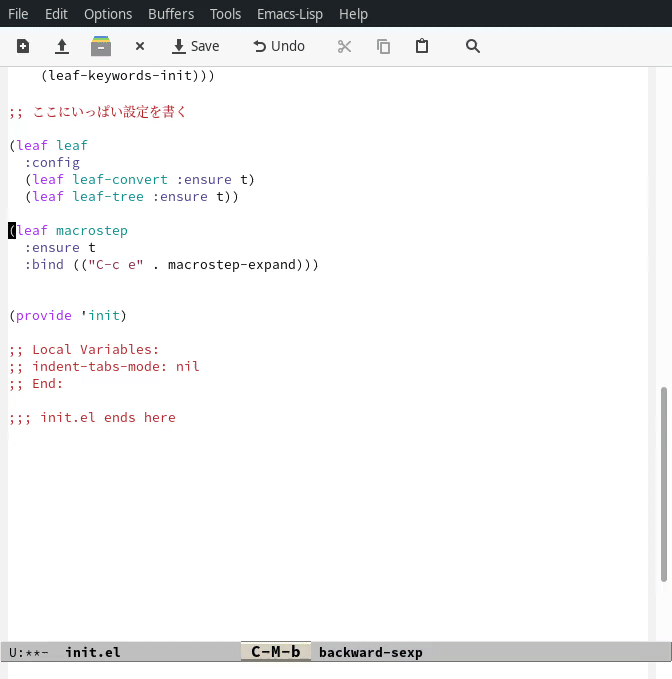 File Edit Options Buffers Tools Emacs-Lisp Help
Save Undo
(leaf-keywords-init)))
;; ここにいっぱい設定を書く
(leaf leaf
:config
(leaf leaf-convert :ensure t)
(leaf leaf-tree :ensure t))
(leaf macrostep
:ensure t
:bind (("C-c e" . macrostep-expand)))
(provide 'init)
;; Local Variables:
;; indent-tabs-mode: nil
;; End:
;;; init.el ends here
U:**- init.el C-M-b backward-sexp